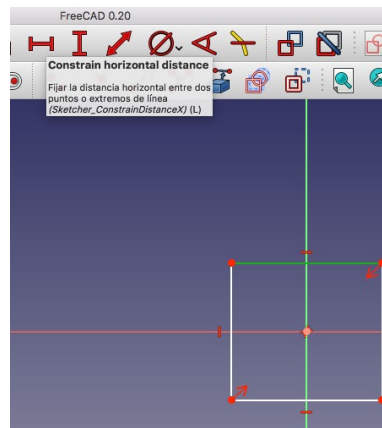 FreeCAD 0.20
Constrain horizontal distance
Fijar la distancia horizontal entre dos
puntos o extremos de línea
(Sketcher_ConstrainDistanceX) (L)